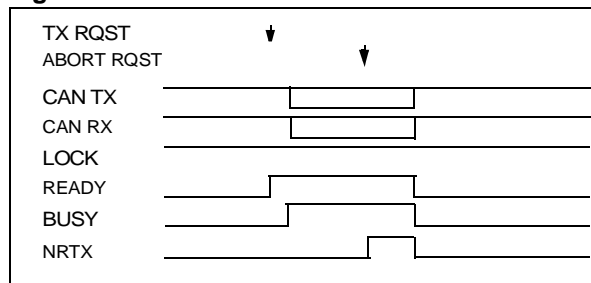 TX RQST
ABORT RQST
CAN TX
CAN RX
LOCK
READY
BUSY
NRTX